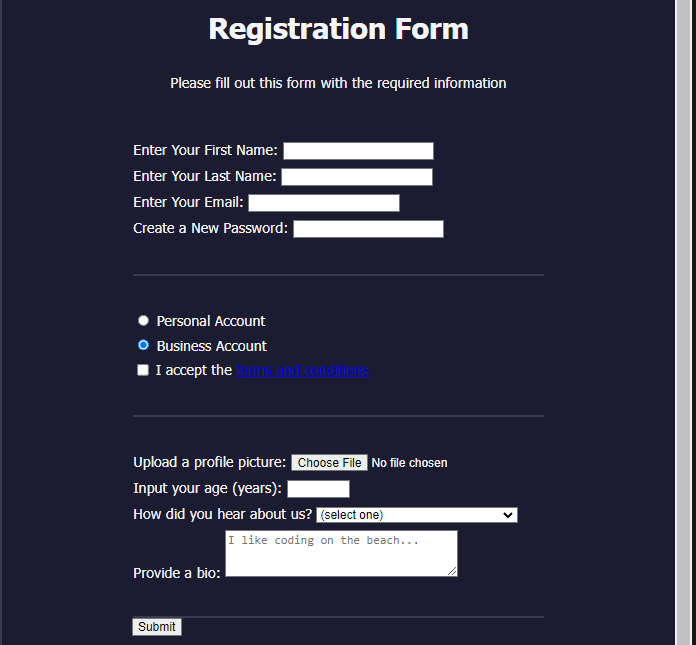 Registration Form
Please fill out this form with the required information
Enter Your First Name:
Enter Your Last Name:
Enter Your Email:
Create a New Password:
Personal Account
Business Account
I accept the terms and conditions
Upload a profile picture: Choose File No file chosen
Input your age (years):
How did you hear about us? (select one)
I like coding on the beach...
Provide a bio:
Submit